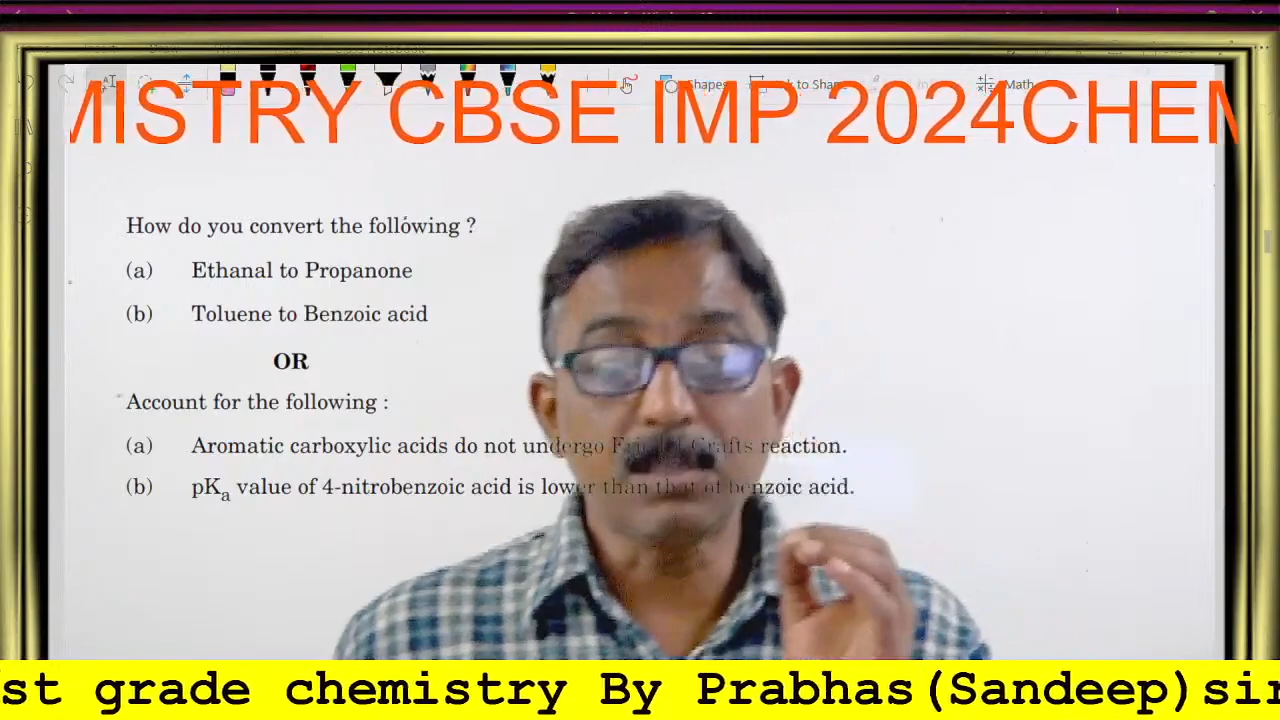 MISTRY CBSE IMP 2024CHEM
Shapes
Math
How do you convert the following ?
(a) Ethanal to Propanone
(b) Toluene to Benzoic acid
OR
Account for the following :
(a) Aromatic carboxylic acids do not undergo Friedel Crafts reaction.
(b) pKa value of 4-nitrobenzoic acid is lower than that of benzoic acid.
st grade chemistry By Prabhas(Sandeep)sir